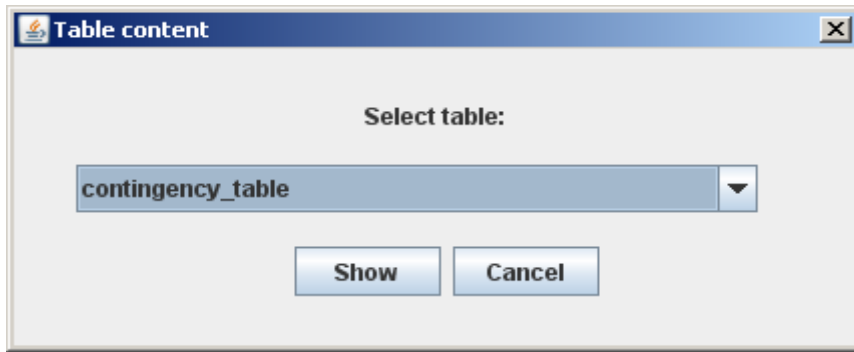 Table content
Select table:
contingency_table
Show Cancel